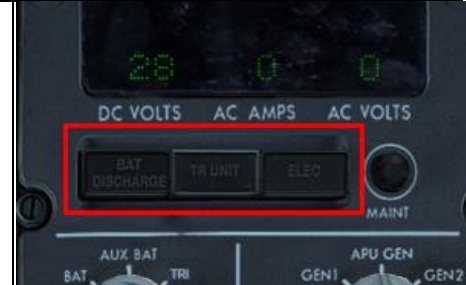 28 0 0
DC VOLTS AC AMPS AC VOLTS
BAT DISCHARGE TR UNIT ELEC
MAINT
AUX BAT APU GEN
BAT TRI GEN1 GEN2